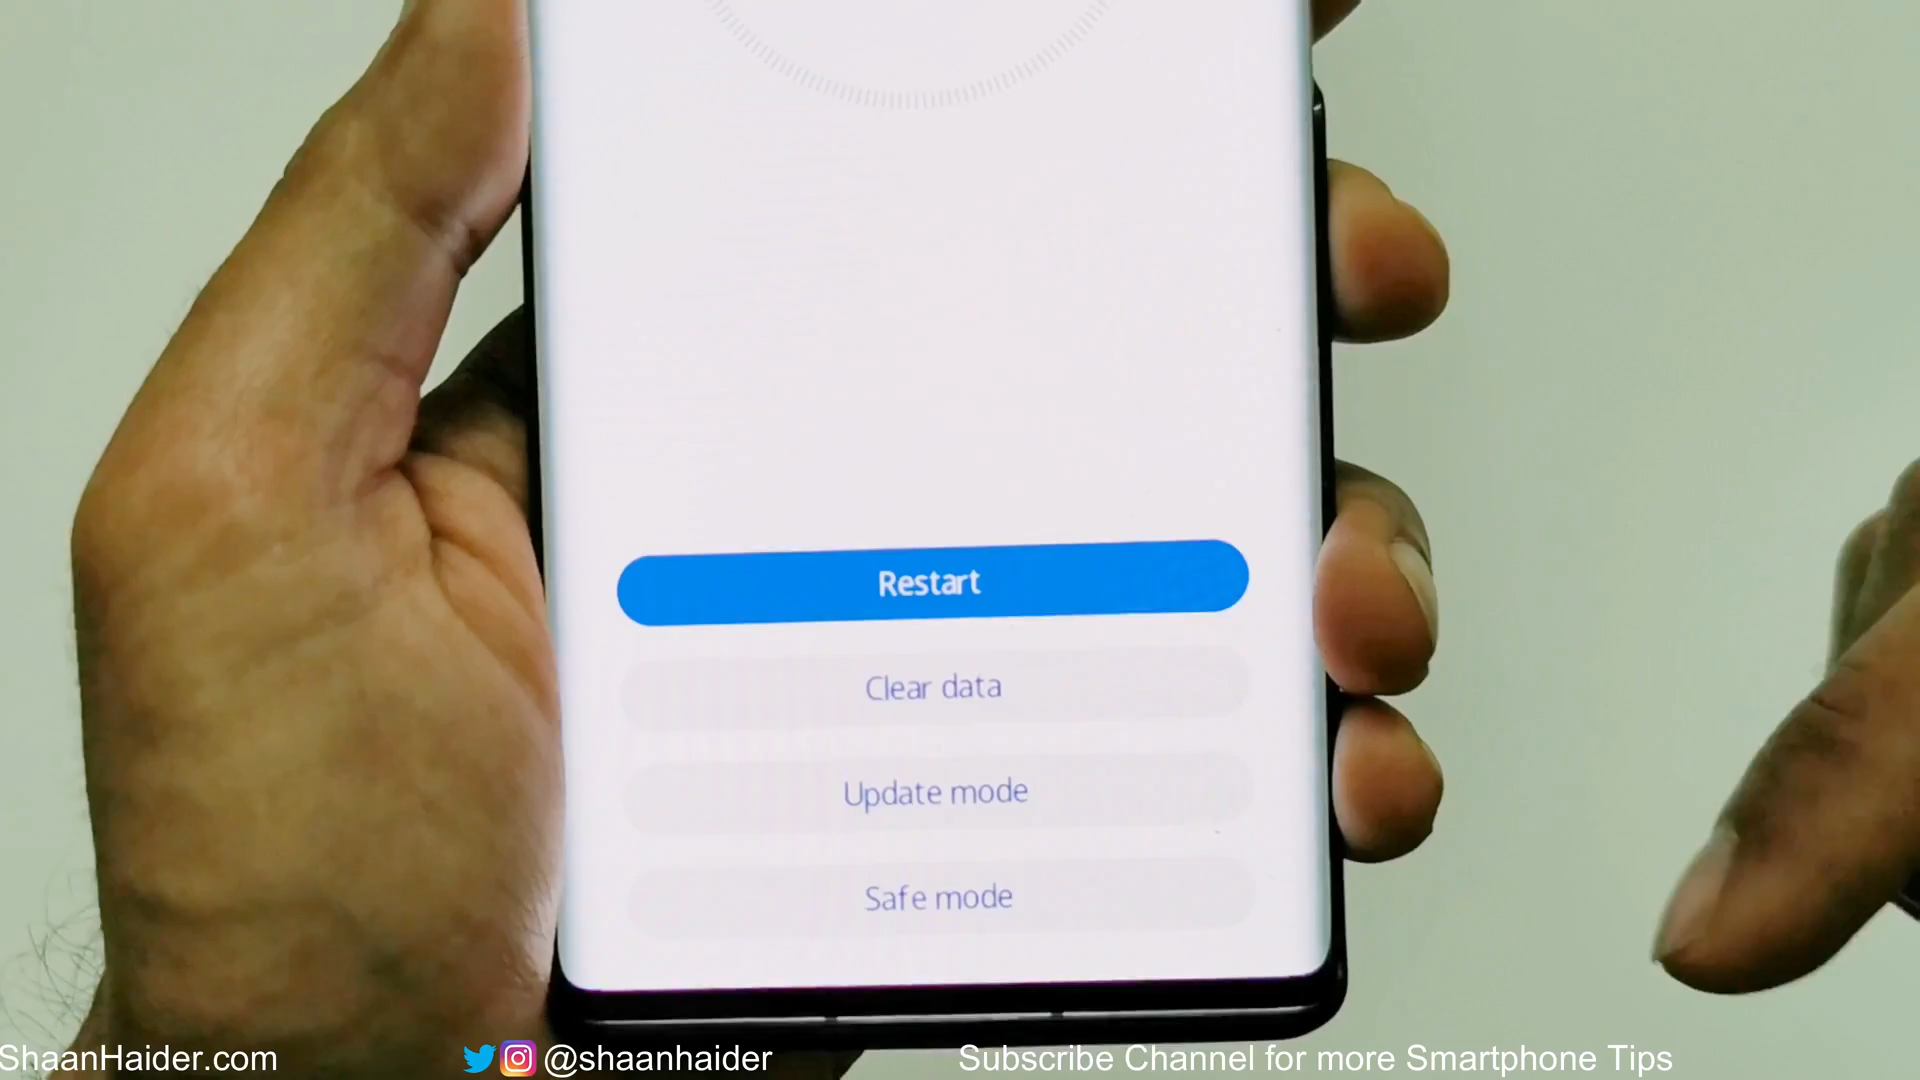 Restart
Clear data
Update mode
Safe mode
ShaanHaider.com @shaanhaider Subscribe Channel for more Smartphone Tips